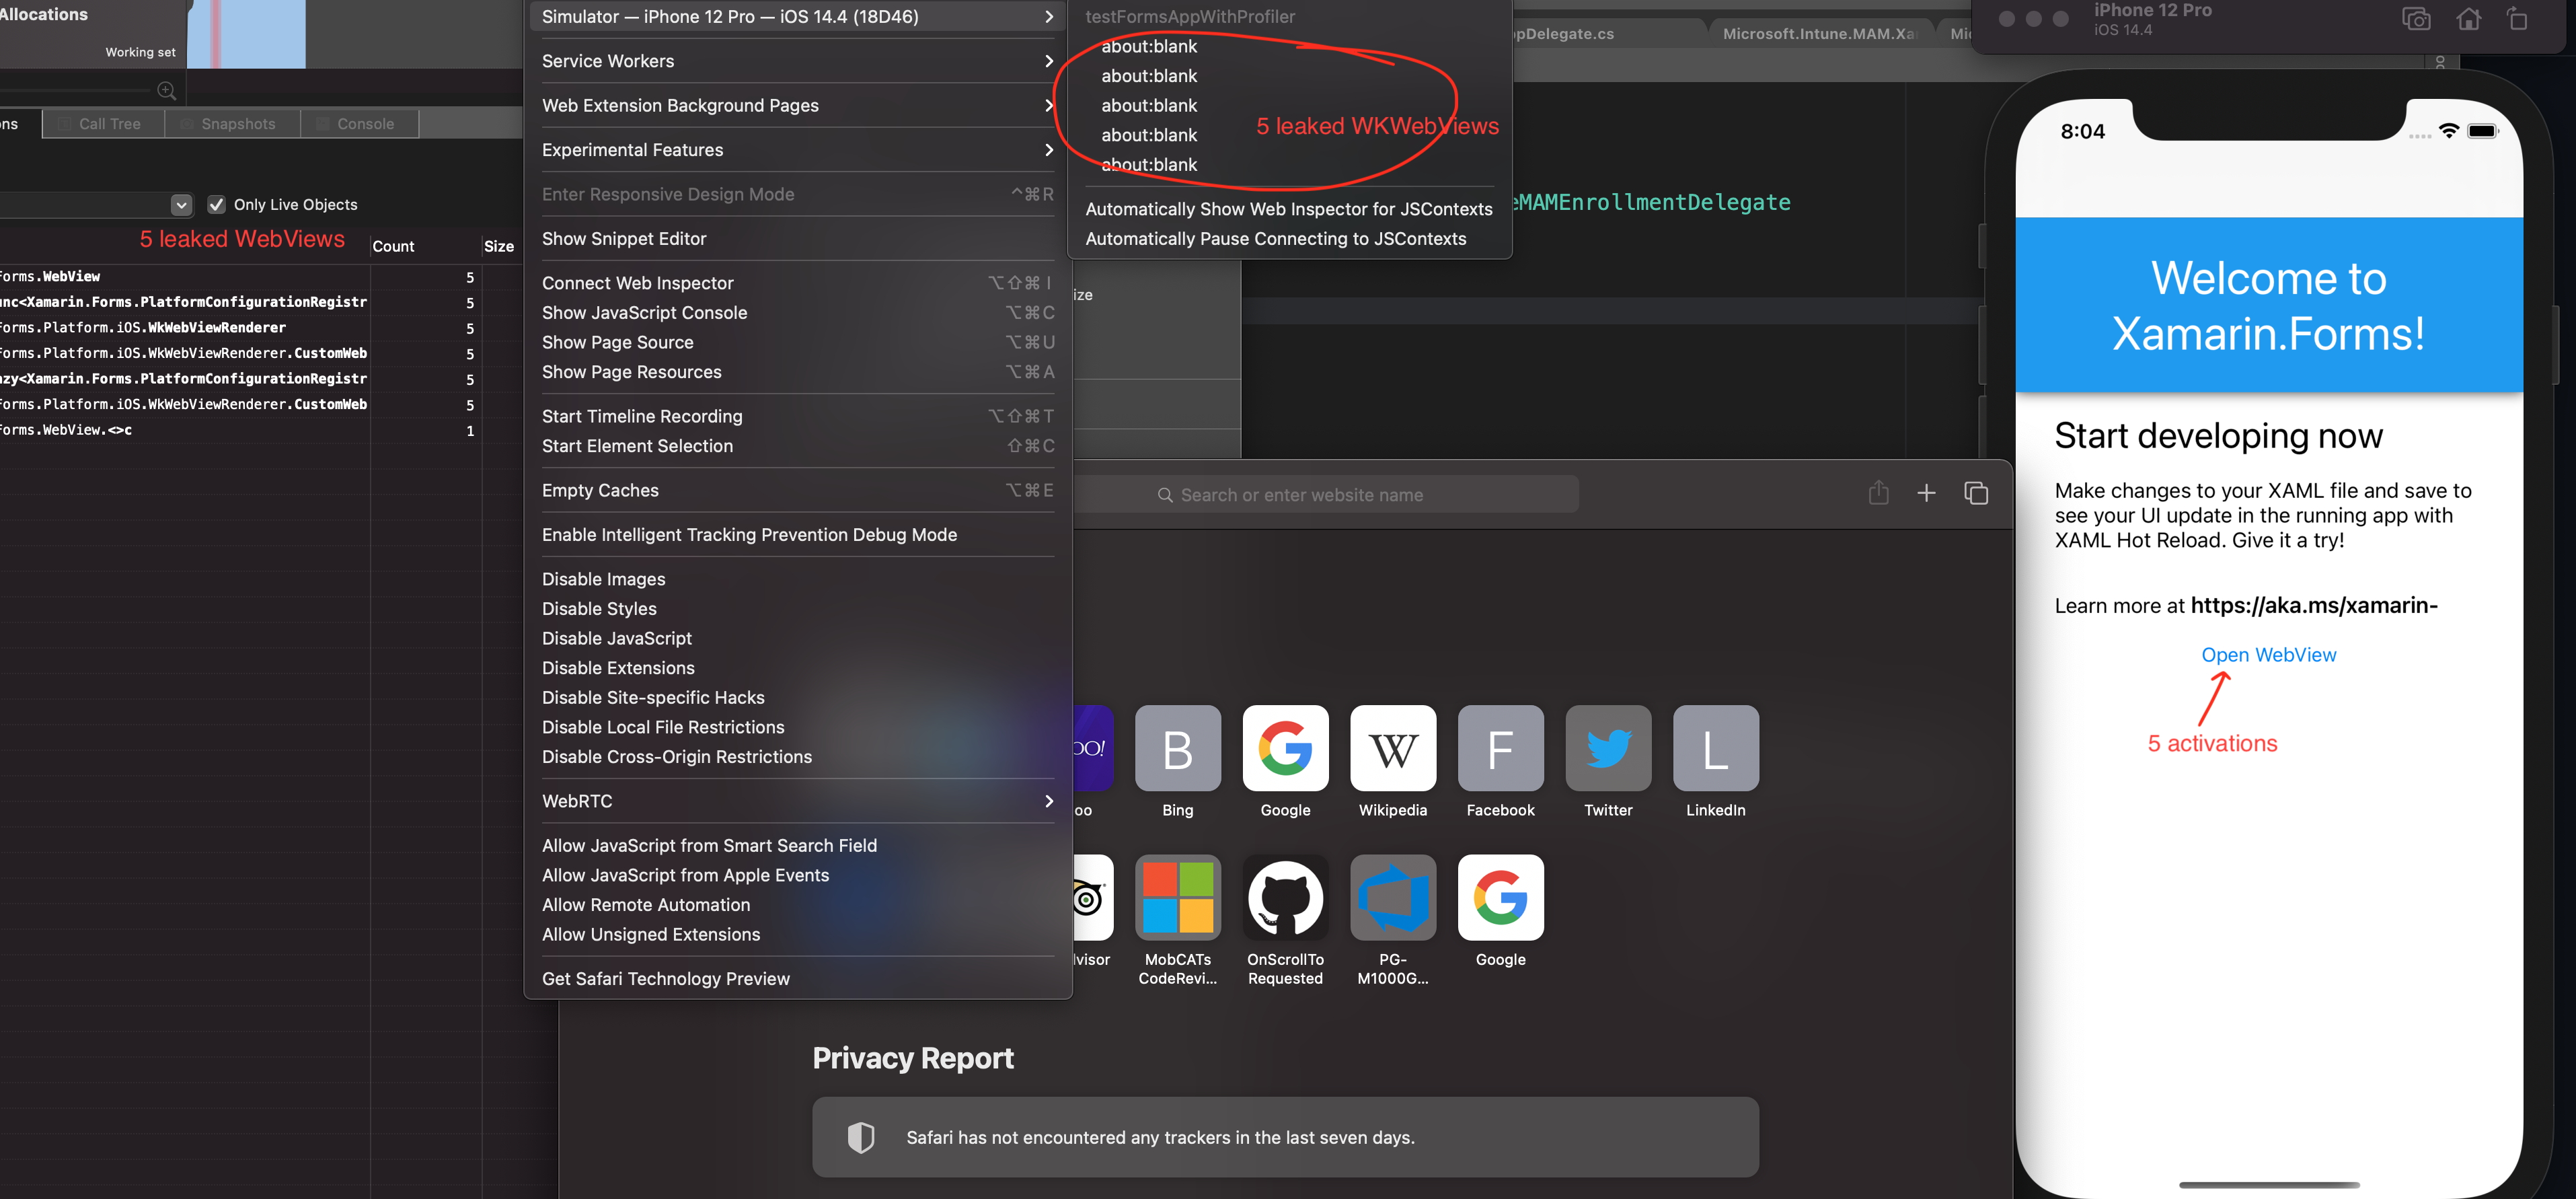 Allocations
Working set
Call Tree
Snapshots
Console
Only Live Objects
5 leaked WebViews
Count
Size
orms.WebView
5
unc<Xamarin.Forms.PlatformConfigurationRegistr
5
orms.Platform.iOS.WkWebViewRenderer
5
orms.Platform.iOS.WkWebViewRenderer.CustomWeb
5
azy<Xamarin.Forms.PlatformConfigurationRegistr
5
orms.Platform.iOS.WkWebViewRenderer.CustomWeb
5
orms.WebView.<>c
1
Simulator — iPhone 12 Pro — iOS 14.4 (18D46)
Service Workers
Web Extension Background Pages
Experimental Features
Enter Responsive Design Mode ^⌘R
Show Snippet Editor
Connect Web Inspector ⌥⇧⌘I
Show JavaScript Console ⌥⌘C
Show Page Source ⌥⌘U
Show Page Resources ⌥⌘A
Start Timeline Recording ⌥⇧⌘T
Start Element Selection ⇧⌘C
Empty Caches ⌥⌘E
Enable Intelligent Tracking Prevention Debug Mode
Disable Images
Disable Styles
Disable JavaScript
Disable Extensions
Disable Site-specific Hacks
Disable Local File Restrictions
Disable Cross-Origin Restrictions
WebRTC
Allow JavaScript from Smart Search Field
Allow JavaScript from Apple Events
Allow Remote Automation
Allow Unsigned Extensions
Get Safari Technology Preview
testFormsAppWithProfiler
about:blank
about:blank
about:blank
about:blank
about:blank
5 leaked WKWebViews
Automatically Show Web Inspector for JSContexts
Automatically Pause Connecting to JSContexts
ppDelegate.cs
Microsoft.Intune.MAM.Xa
eMAMEnrollmentDelegate
ize
Search or enter website name
OO!
B
W
F
L
oo
Bing
Google
Wikipedia
Facebook
Twitter
LinkedIn
lvisor
MobCATs
CodeRevi...
OnScrollTo
Requested
PG-
M1000G...
Google
Privacy Report
Safari has not encountered any trackers in the last seven days.
iPhone 12 Pro
iOS 14.4
8:04
Welcome to
Xamarin.Forms!
Start developing now
Make changes to your XAML file and save to
see your UI update in the running app with
XAML Hot Reload. Give it a try!
Learn more at https://aka.ms/xamarin-
Open WebView
5 activations